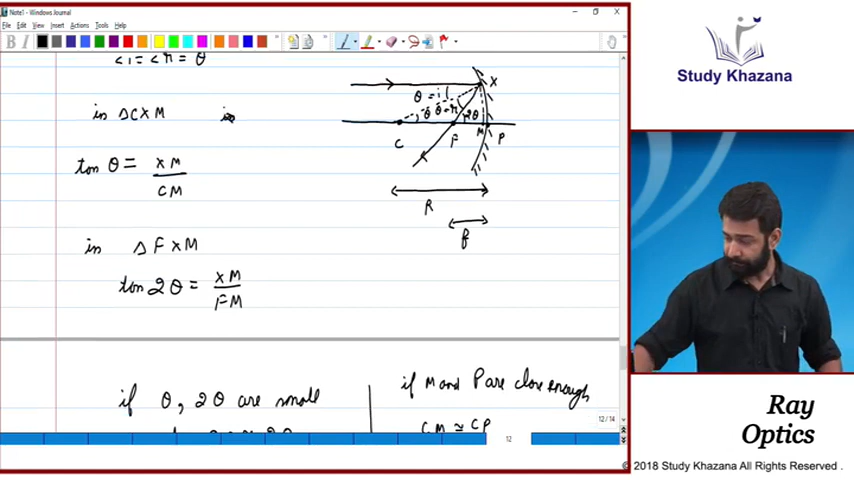 Note1 - Windows Journal
File Edit View Insert Actions Tools Help
B I
∠i = ∠r = θ
in ΔCXM
tan θ = XM / CM
in Δ FXM
tan 2θ = XM / FM
θ = i
θ
θ = r
2θ
X
C
F
M
P
R
f
if θ, 2θ are small
if M and P are close enough
CM ≃ CP
12 / 14
12
Study Khazana
Ray
Optics
© 2018 Study Khazana All Rights Reserved .